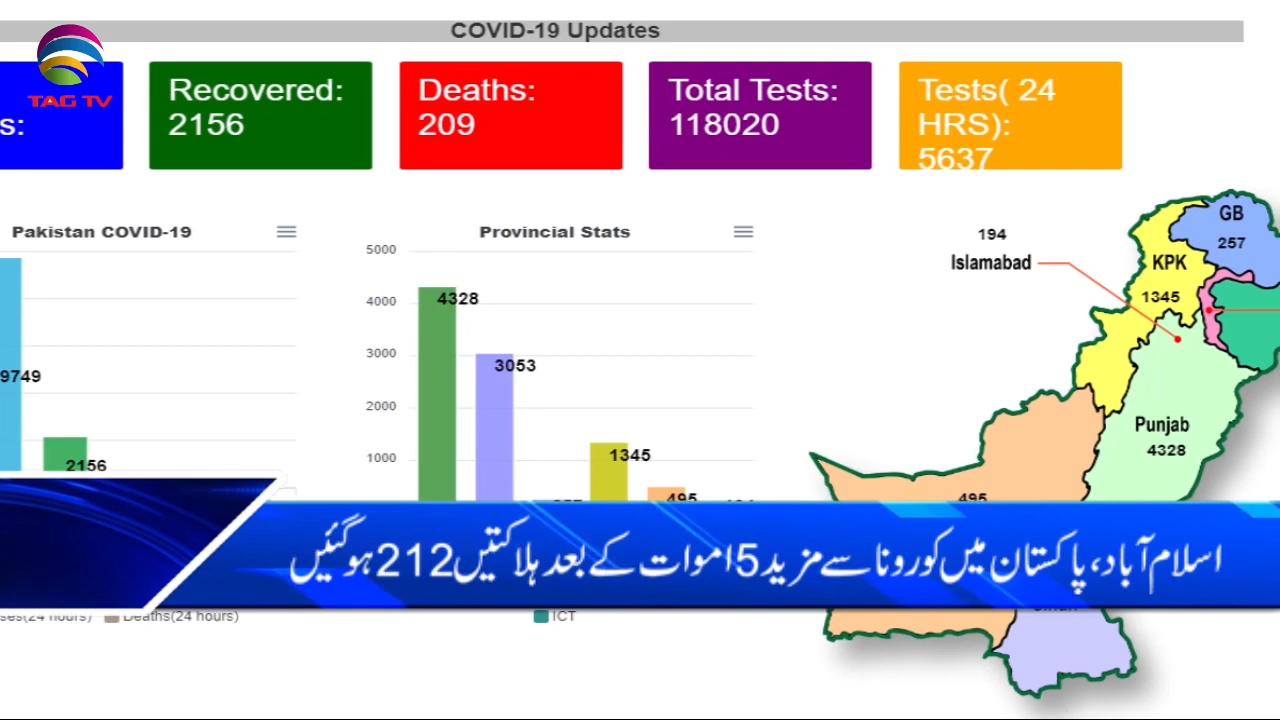 COVID-19 Updates
TAG TV
s:
Recovered:
2156
Deaths:
209
Total Tests:
118020
Tests( 24
HRS):
5637
Pakistan COVID-19
9749
2156
Provincial Stats
5000
4000
3000
2000
1000
4328
3053
1345
495
194
Islamabad
GB
257
KPK
1345
Punjab
4328
495
اسلام آباد، پاکستان میں کورونا سے مزید 5 اموات کے بعد ہلاکتیں 212 ہوگئیں
ses(24 hours)
Deaths(24 hours)
ICT